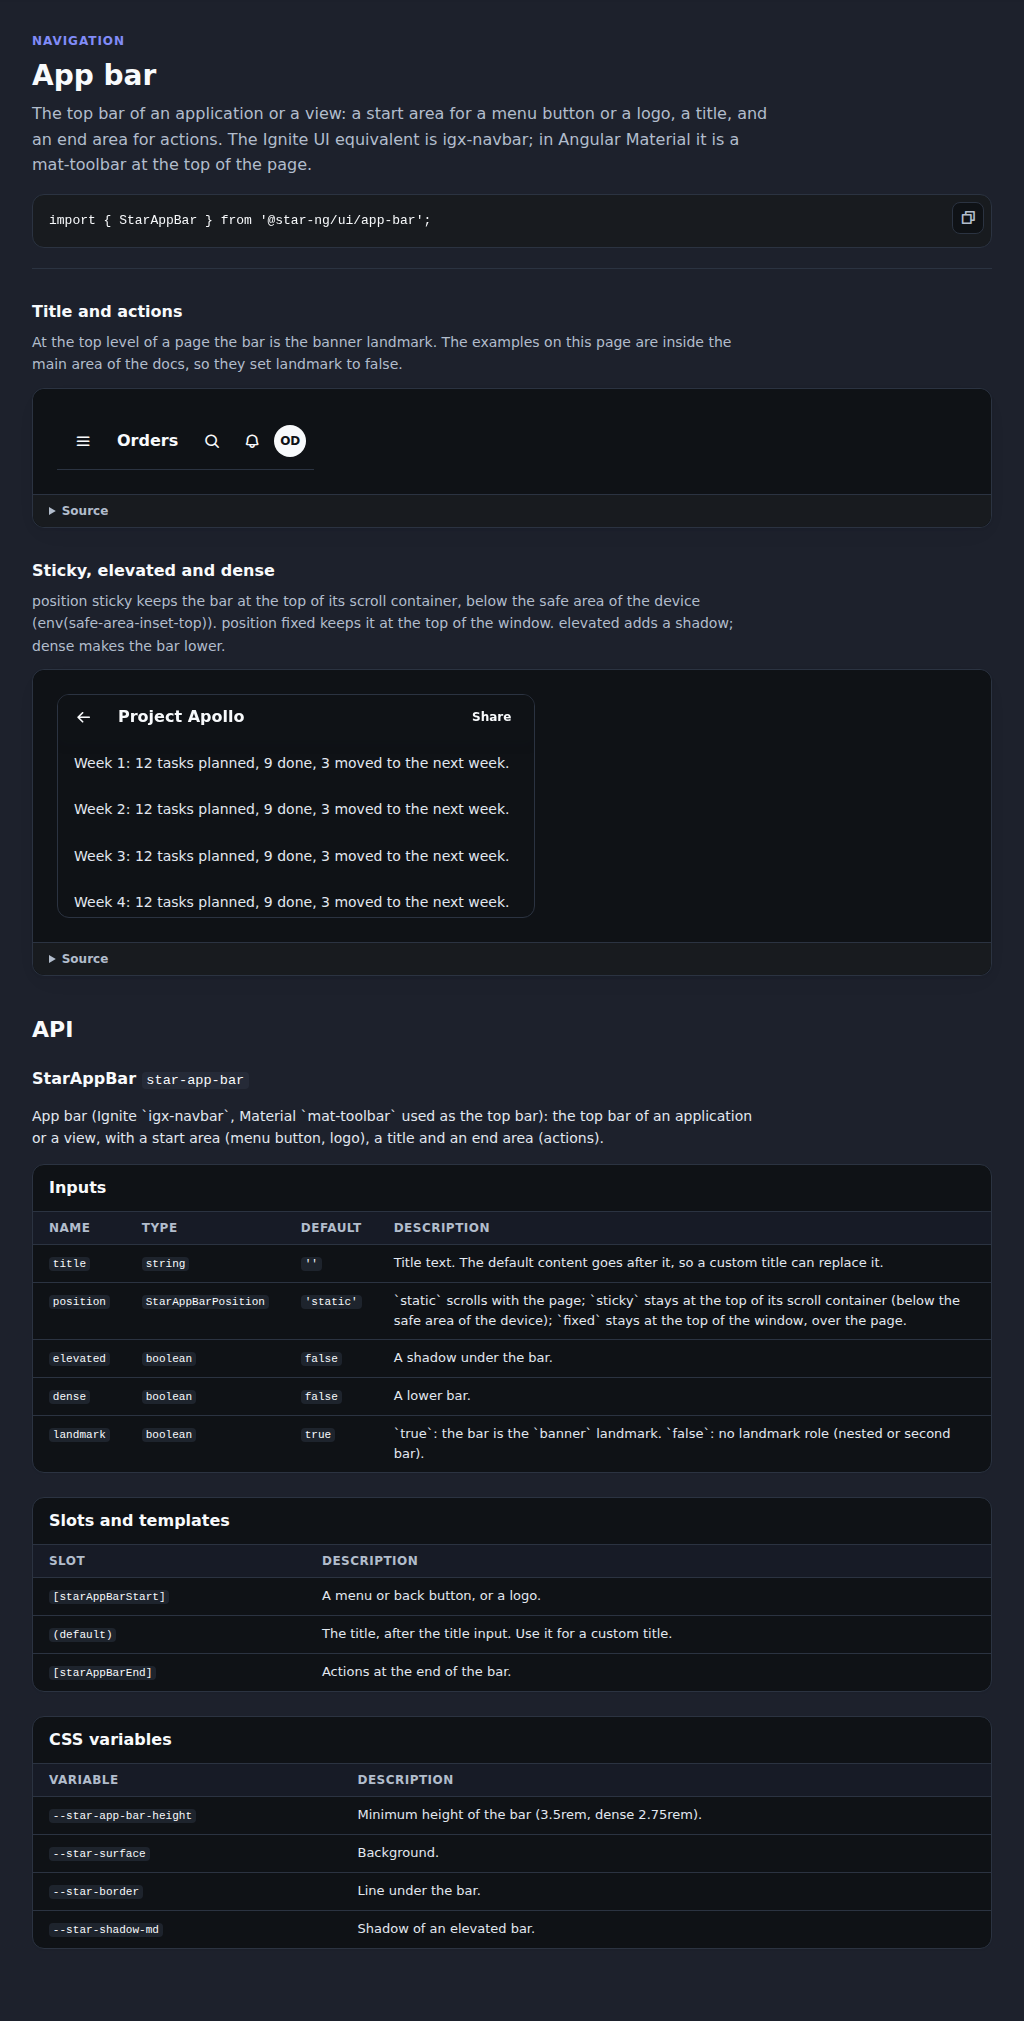 NAVIGATION
App bar
The top bar of an application or a view: a start area for a menu button or a logo, a title, and
an end area for actions. The Ignite UI equivalent is igx-navbar; in Angular Material it is a
mat-toolbar at the top of the page.
import { StarAppBar } from '@star-ng/ui/app-bar';
Title and actions
At the top level of a page the bar is the banner landmark. The examples on this page are inside the
main area of the docs, so they set landmark to false.
Orders OD
Source
Sticky, elevated and dense
position sticky keeps the bar at the top of its scroll container, below the safe area of the device
(env(safe-area-inset-top)). position fixed keeps it at the top of the window. elevated adds a shadow;
dense makes the bar lower.
Project Apollo Share
Week 1: 12 tasks planned, 9 done, 3 moved to the next week.
Week 2: 12 tasks planned, 9 done, 3 moved to the next week.
Week 3: 12 tasks planned, 9 done, 3 moved to the next week.
Week 4: 12 tasks planned, 9 done, 3 moved to the next week.
Source
API
StarAppBar star-app-bar
App bar (Ignite `igx-navbar`, Material `mat-toolbar` used as the top bar): the top bar of an application
or a view, with a start area (menu button, logo), a title and an end area (actions).
Inputs
NAME TYPE DEFAULT DESCRIPTION
title string '' Title text. The default content goes after it, so a custom title can replace it.
position StarAppBarPosition 'static' `static` scrolls with the page; `sticky` stays at the top of its scroll container (below the
safe area of the device); `fixed` stays at the top of the window, over the page.
elevated boolean false A shadow under the bar.
dense boolean false A lower bar.
landmark boolean true `true`: the bar is the `banner` landmark. `false`: no landmark role (nested or second
bar).
Slots and templates
SLOT DESCRIPTION
[starAppBarStart] A menu or back button, or a logo.
(default) The title, after the title input. Use it for a custom title.
[starAppBarEnd] Actions at the end of the bar.
CSS variables
VARIABLE DESCRIPTION
--star-app-bar-height Minimum height of the bar (3.5rem, dense 2.75rem).
--star-surface Background.
--star-border Line under the bar.
--star-shadow-md Shadow of an elevated bar.